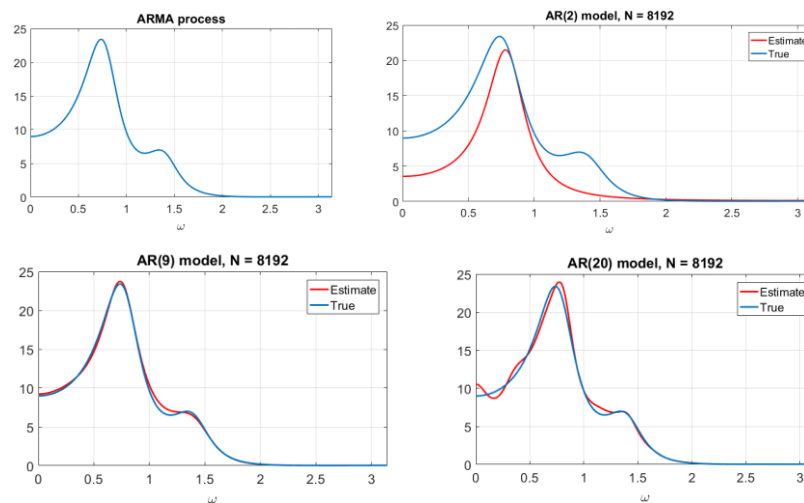 ARMA process
25
20
15
10
5
0
0 0.5 1 1.5 2 2.5 3
ω
AR(2) model, N = 8192
Estimate
True
25
20
15
10
5
0
0 0.5 1 1.5 2 2.5 3
ω
AR(9) model, N = 8192
Estimate
True
25
20
15
10
5
0
0 0.5 1 1.5 2 2.5 3
ω
AR(20) model, N = 8192
Estimate
True
25
20
15
10
5
0
0 0.5 1 1.5 2 2.5 3
ω